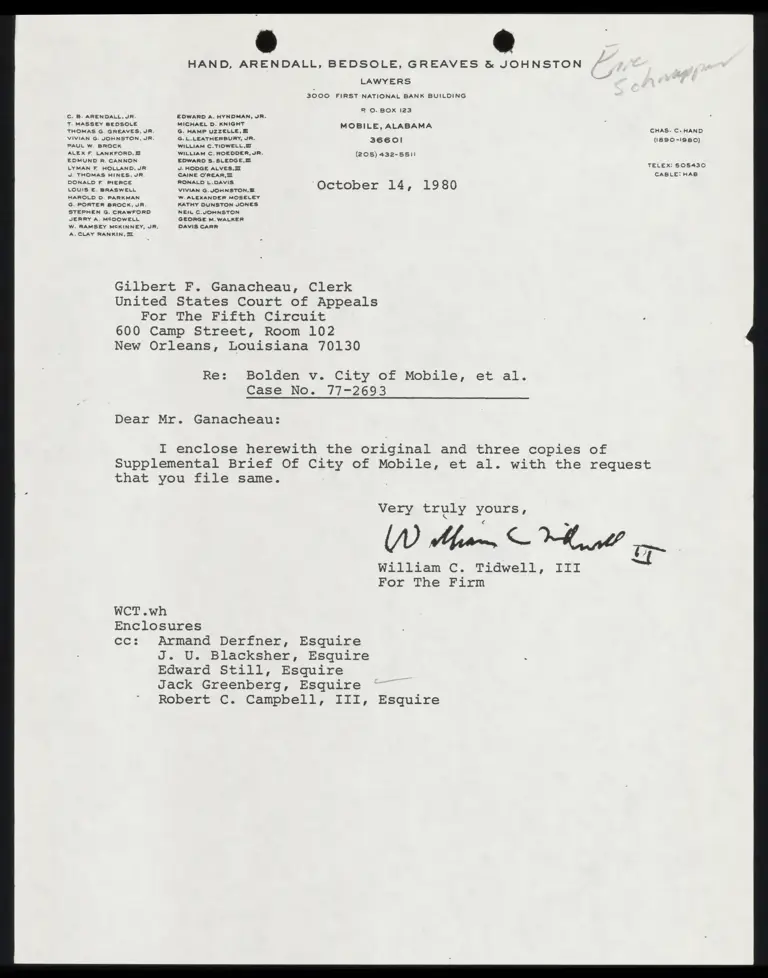 HAND, ARENDALL, BEDSOLE, GREAVES & JOHNSTON
LAWYERS
3000 FIRST NATIONAL BANK BUILDING
P. O. BOX 123
MOBILE, ALABAMA
36601
(205) 432-5511
Eric
Schnapper
CHAS. C. HAND
(1890-1980)
TELEX: 505430
CABLE: HAB
C. B. ARENDALL, JR.
T. MASSEY BEDSOLE
THOMAS G. GREAVES, JR.
VIVIAN G. JOHNSTON, JR.
PAUL W. BROCK
ALEX F. LANKFORD, III
EDMUND R. CANNON
LYMAN F. HOLLAND, JR.
J. THOMAS HINES, JR.
DONALD F. PIERCE
LOUIS E. BRASWELL
HAROLD D. PARKMAN
G. PORTER BROCK, JR.
STEPHEN G. CRAWFORD
JERRY A. McDOWELL
W. RAMSEY McKINNEY, JR.
A. CLAY RANKIN, III
EDWARD A. HYNDMAN, JR.
MICHAEL D. KNIGHT
G. HAMP UZZELLE, III
G. L. LEATHERBURY, JR.
WILLIAM C. TIDWELL, III
WILLIAM C. ROEDDER, JR.
EDWARD S. SLEDGE, III
J. HODGE ALVES, III
CAINE O'REAR, III
RONALD L. DAVIS
VIVIAN G. JOHNSTON, III
W. ALEXANDER MOSELEY
KATHY DUNSTON JONES
NEIL C. JOHNSTON
GEORGE M. WALKER
DAVIS CARR
October 14, 1980
Gilbert F. Ganacheau, Clerk
United States Court of Appeals
For The Fifth Circuit
600 Camp Street, Room 102
New Orleans, Louisiana 70130
Re: Bolden v. City of Mobile, et al.
Case No. 77-2693
Dear Mr. Ganacheau:
I enclose herewith the original and three copies of
Supplemental Brief Of City of Mobile, et al. with the request
that you file same.
Very truly yours,
William C Tidwell III
William C. Tidwell, III
For The Firm
WCT.wh
Enclosures
cc: Armand Derfner, Esquire
J. U. Blacksher, Esquire
Edward Still, Esquire
Jack Greenberg, Esquire
Robert C. Campbell, III, Esquire